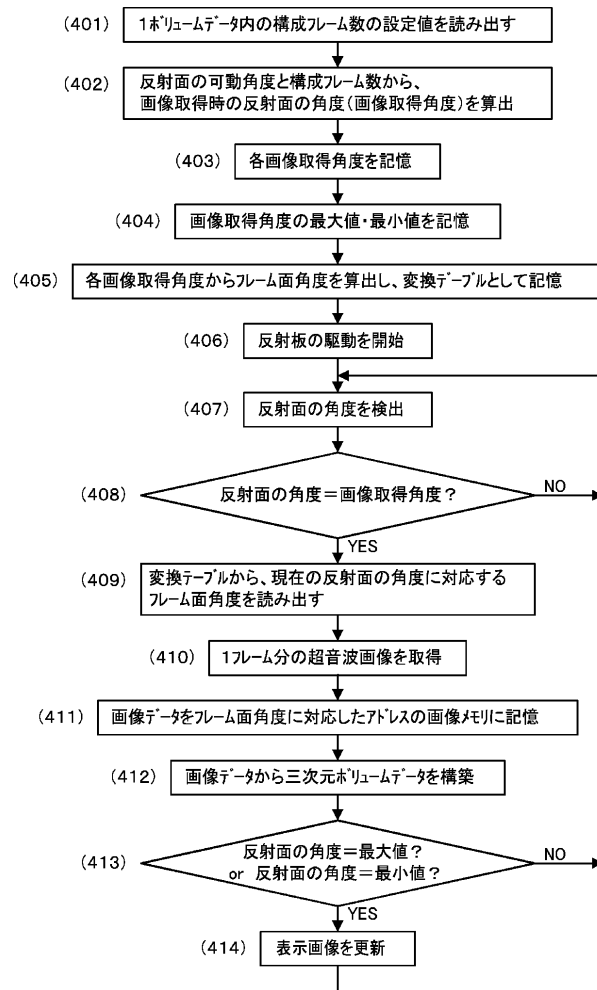 (401) 1ボリュームデータ内の構成フレーム数の設定値を読み出す
(402) 反射面の可動角度と構成フレーム数から、
画像取得時の反射面の角度(画像取得角度)を算出
(403) 各画像取得角度を記憶
(404) 画像取得角度の最大値・最小値を記憶
(405) 各画像取得角度からフレーム面角度を算出し、変換テーブルとして記憶
(406) 反射板の駆動を開始
(407) 反射面の角度を検出
(408) 反射面の角度=画像取得角度? NO
YES
(409) 変換テーブルから、現在の反射面の角度に対応する
フレーム面角度を読み出す
(410) 1フレーム分の超音波画像を取得
(411) 画像データをフレーム面角度に対応したアドレスの画像メモリに記憶
(412) 画像データから三次元ボリュームデータを構築
(413) 反射面の角度=最大値? NO
or 反射面の角度=最小値?
YES
(414) 表示画像を更新